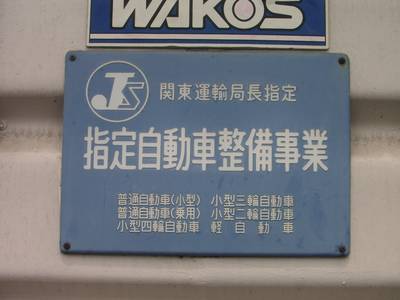 WAKO'S
JS 関東運輸局長指定
指定自動車整備事業
普通自動車(小型) 小型三輪自動車
普通自動車(乗用) 小型二輪自動車
小型四輪自動車 軽自動車